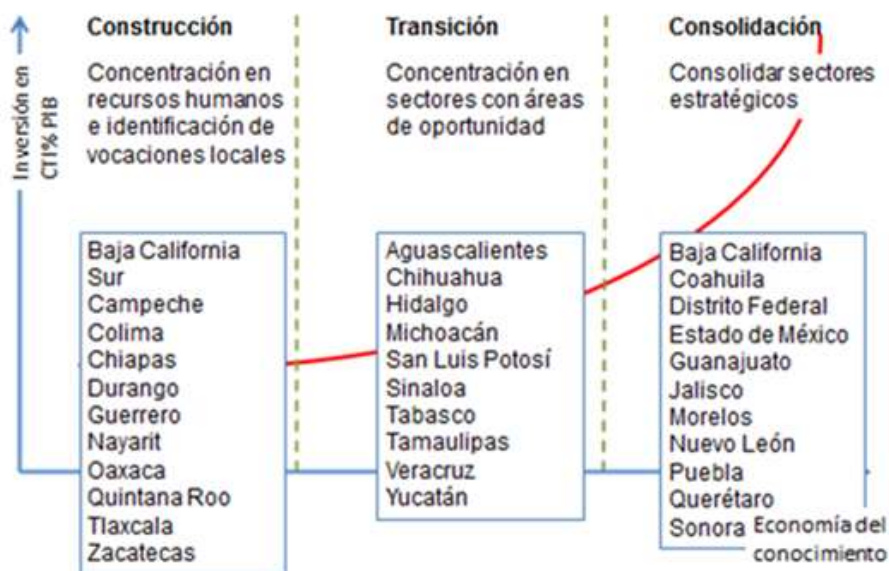 Inversión en
CTI% PIB
Construcción
Concentración en
recursos humanos
e identificación de
vocaciones locales
Baja California
Sur
Campeche
Colima
Chiapas
Durango
Guerrero
Nayarit
Oaxaca
Quintana Roo
Tlaxcala
Zacatecas
Transición
Concentración en
sectores con áreas
de oportunidad
Aguascalientes
Chihuahua
Hidalgo
Michoacán
San Luis Potosí
Sinaloa
Tabasco
Tamaulipas
Veracruz
Yucatán
Consolidación
Consolidar sectores
estratégicos
Baja California
Coahuila
Distrito Federal
Estado de México
Guanajuato
Jalisco
Morelos
Nuevo León
Puebla
Querétaro
Sonora
Economía del
conocimiento